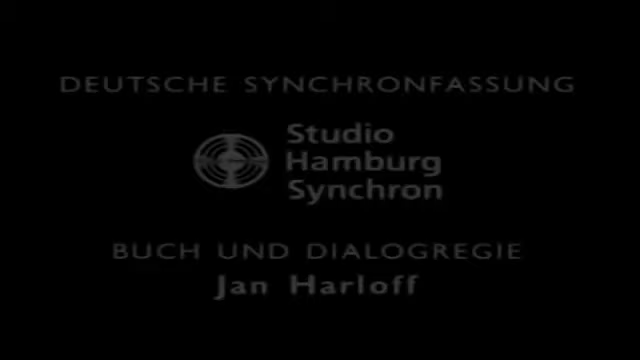 DEUTSCHE SYNCHRONFASSUNG
Studio
Hamburg
Synchron
BUCH UND DIALOGREGIE
Jan Harloff